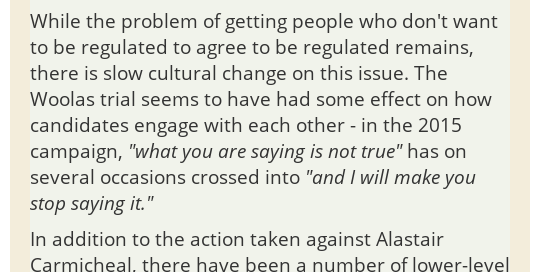 While the problem of getting people who don't want
to be regulated to agree to be regulated remains,
there is slow cultural change on this issue. The
Woolas trial seems to have had some effect on how
candidates engage with each other - in the 2015
campaign, "what you are saying is not true" has on
several occasions crossed into "and I will make you
stop saying it."
In addition to the action taken against Alastair
Carmicheal, there have been a number of lower-level